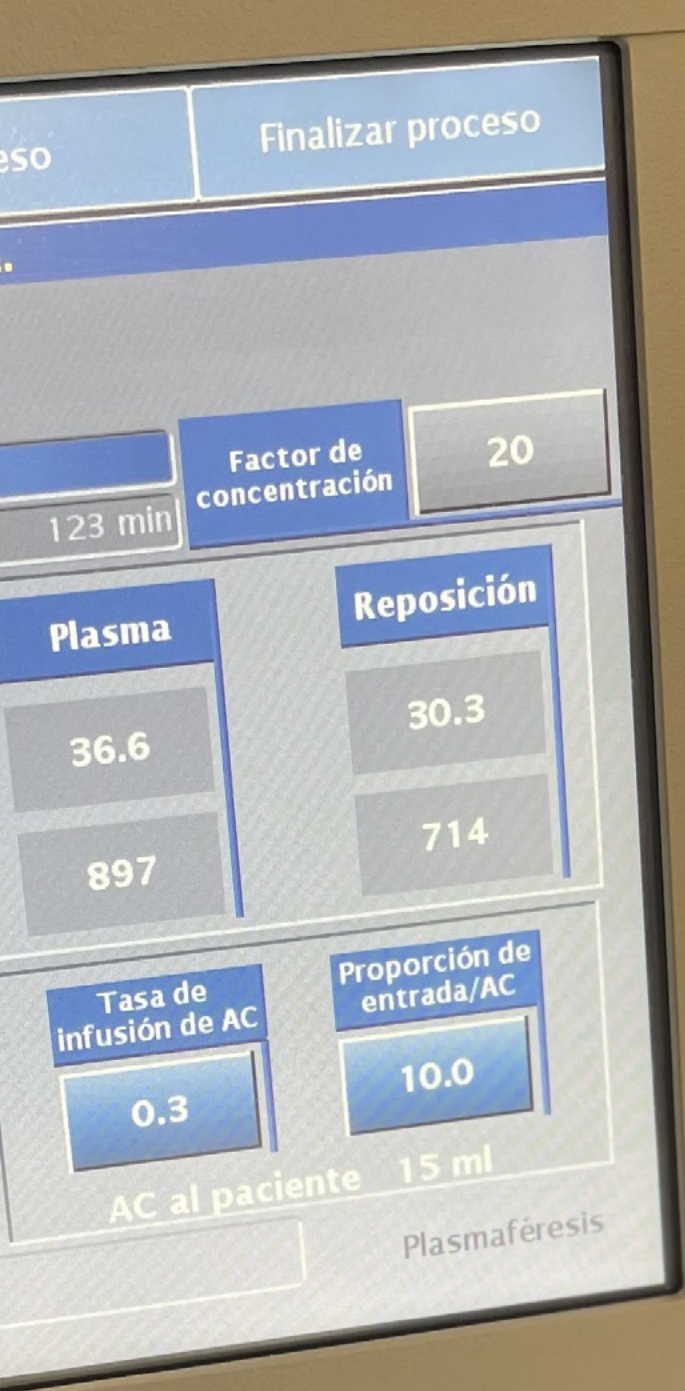 eso
Finalizar proceso
Factor de
concentración
20
123 min
Plasma
Reposición
36.6
30.3
897
714
Tasa de
infusión de AC
Proporción de
entrada/AC
0.3
10.0
AC al paciente 15 ml
Plasmaféresis